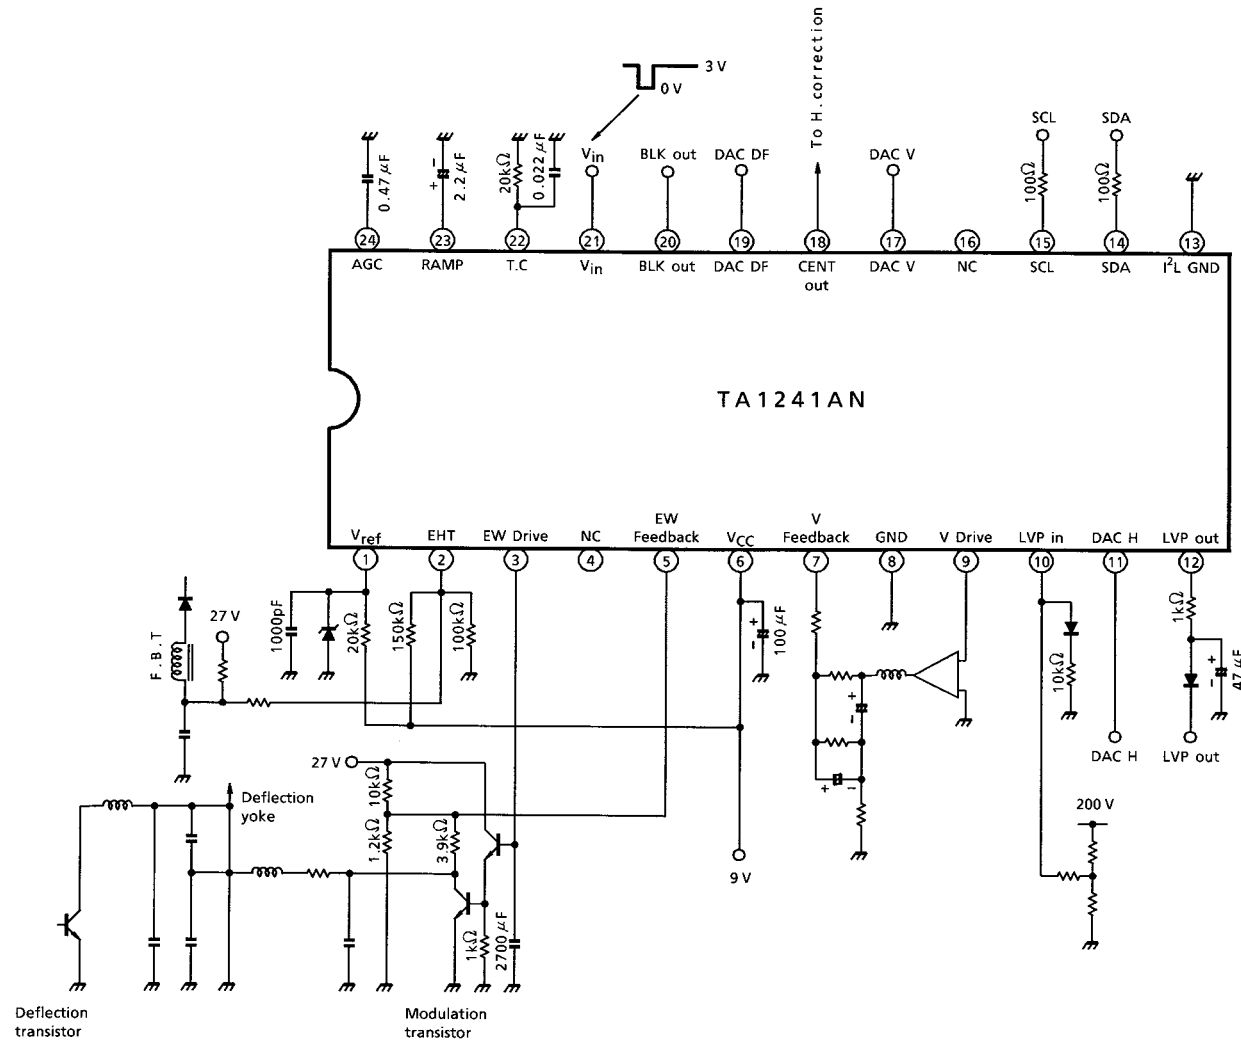 To H. correction
3 V
0 V
0.47 μF
+ −
2.2 μF
20kΩ
0.022 μF
Vin
BLK out
DAC DF
DAC V
SCL
100Ω
SDA
100Ω
24
23
22
21
20
19
18
17
16
15
14
13
AGC
RAMP
T.C
Vin
BLK out
DAC DF
CENT
out
DAC V
NC
SCL
SDA
I²L GND
TA1241AN
Vref
EHT
EW Drive
NC
EW
Feedback
VCC
V
Feedback
GND
V Drive
LVP in
DAC H
LVP out
1
2
3
4
5
6
7
8
9
10
11
12
F.B.T
27 V
1000pF
20kΩ
150kΩ
100kΩ
− +
100 μF
+
−
+ −
10kΩ
1kΩ
− +
47 μF
DAC H
LVP out
27 V
10kΩ
Deflection
yoke
1.2kΩ
3.9kΩ
9 V
200 V
1kΩ
2700 μF
Deflection
transistor
Modulation
transistor